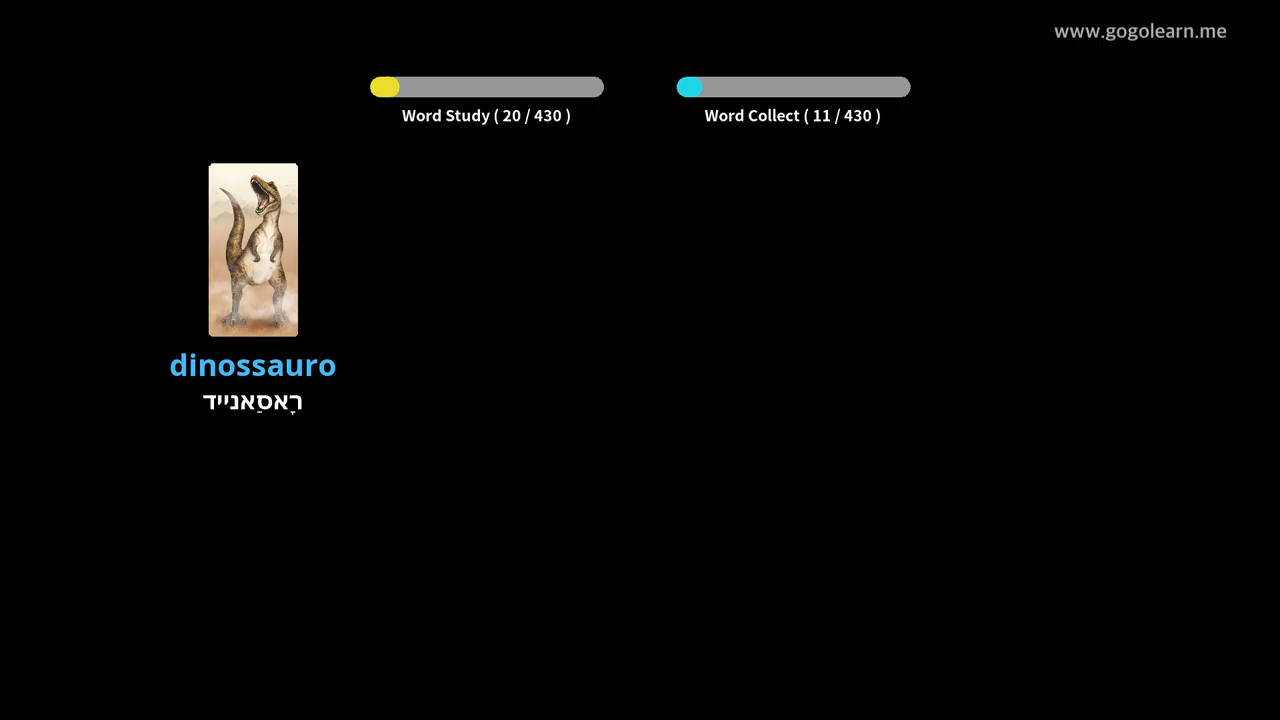 www.gogolearn.me
Word Study ( 20 / 430 )
Word Collect ( 11 / 430 )
dinossauro
רָאסַאנייד